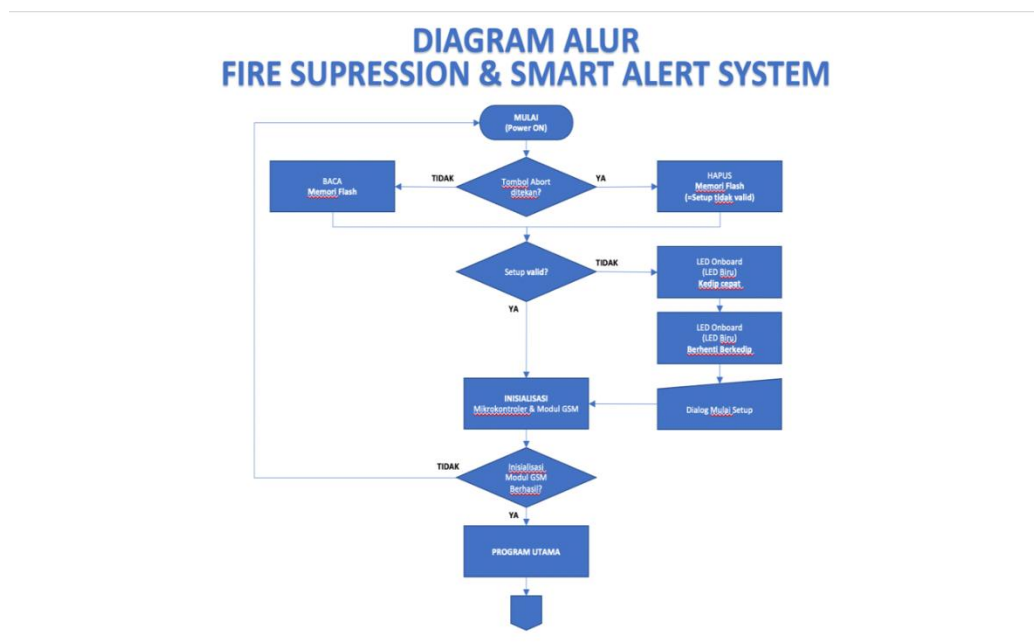 DIAGRAM ALUR
FIRE SUPRESSION & SMART ALERT SYSTEM
MULAI
(Power ON)
TIDAK
YA
BACA
Memori Flash
Tombol Abort
ditekan?
HAPUS
Memori Flash
(=Setup tidak valid)
Setup valid?
TIDAK
YA
LED Onboard
(LED Biru)
Kedip cepat
LED Onboard
(LED Biru)
Berhenti Berkedip
INISIALISASI
Mikrokontroler & Modul GSM
Dialog Mulai Setup
TIDAK
Inisialisasi
Modul GSM
Berhasil?
YA
PROGRAM UTAMA